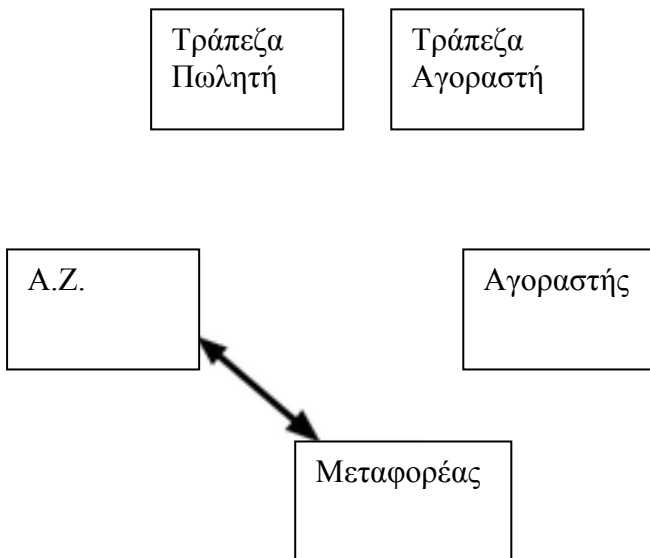 Τράπεζα
Πωλητή
Τράπεζα
Αγοραστή
Α.Ζ.
Αγοραστής
Μεταφορέας